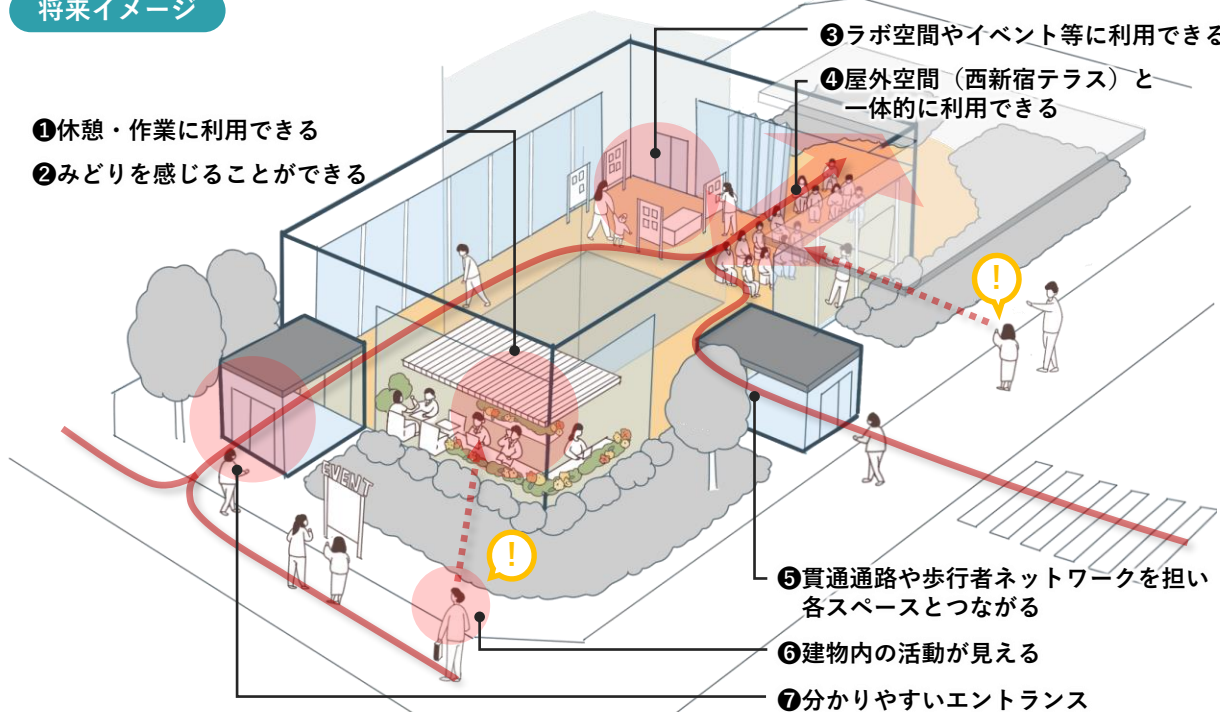 将来イメージ
❸ラボ空間やイベント等に利用できる
❹屋外空間（西新宿テラス）と
一体的に利用できる
❶休憩・作業に利用できる
❷みどりを感じることができる
!
EVENT
!
❺貫通通路や歩行者ネットワークを担い
各スペースとつながる
❻建物内の活動が見える
❼分かりやすいエントランス